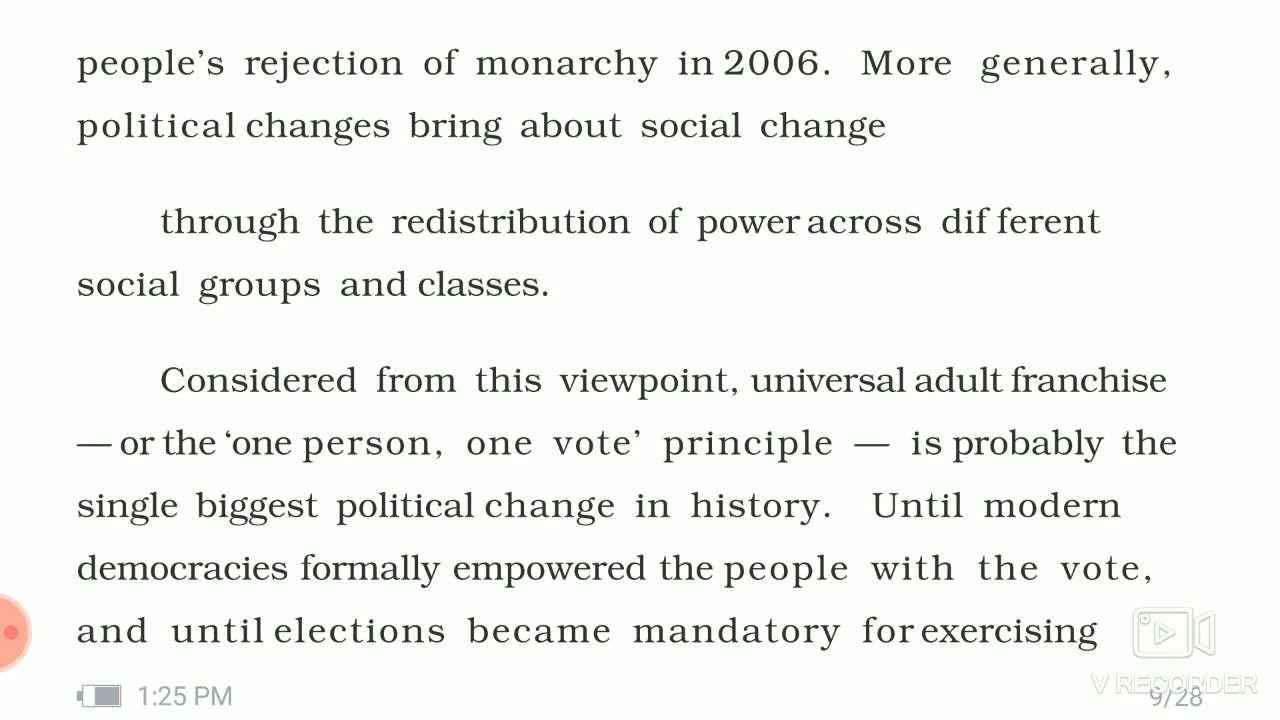 people’s rejection of monarchy in 2006. More generally,
political changes bring about social change
through the redistribution of power across dif ferent
social groups and classes.
Considered from this viewpoint, universal adult franchise
— or the ‘one person, one vote’ principle — is probably the
single biggest political change in history. Until modern
democracies formally empowered the people with the vote,
and until elections became mandatory for exercising
1:25 PM
V RECORDER
9/28